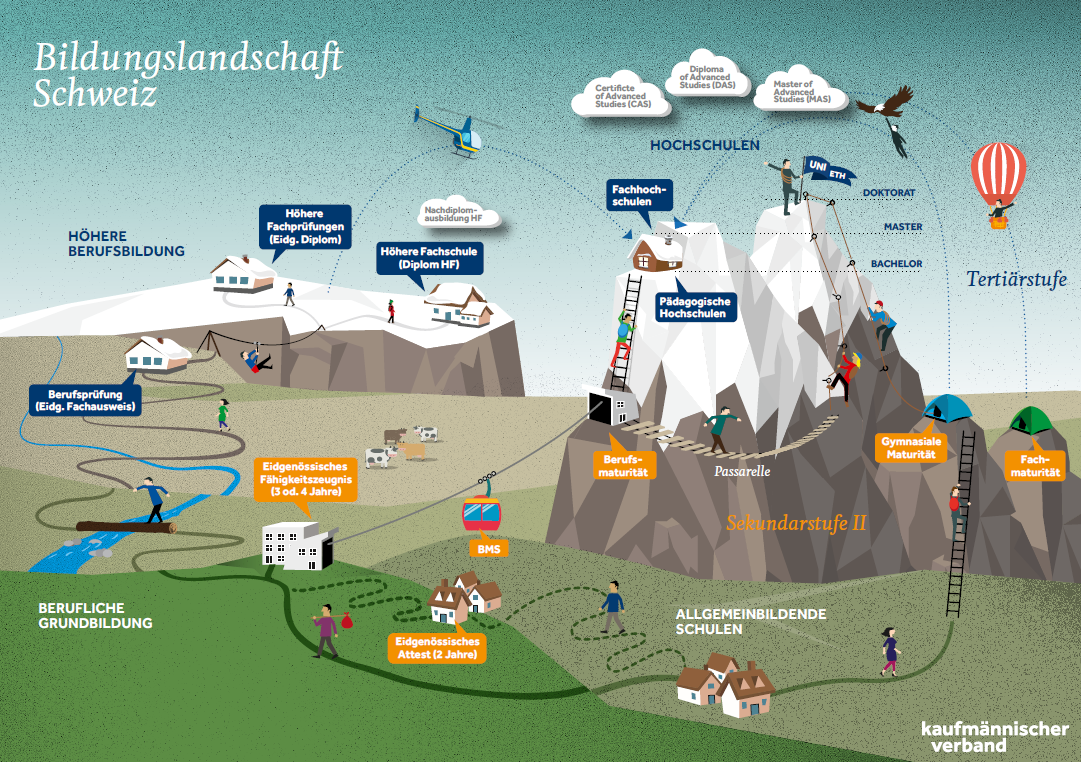 Bildungslandschaft
Schweiz
Certificte
of Advanced
Studies (CAS)
Diploma
of Advanced
Studies (DAS)
Master of
Advanced
Studies (MAS)
HOCHSCHULEN
UNI
ETH
DOKTORAT
MASTER
BACHELOR
Tertiärstufe
Fachhoch-
schulen
Pädagogische
Hochschulen
HÖHERE
BERUFSBILDUNG
Höhere
Fachprüfungen
(Eidg. Diplom)
Nachdiplom-
ausbildung HF
Höhere Fachschule
(Diplom HF)
Berufsprüfung
(Eidg. Fachausweis)
Eidgenössisches
Fähigkeitszeugnis
(3 od. 4 Jahre)
BMS
Berufs-
maturität
Passarelle
Gymnasiale
Maturität
Fach-
maturität
Sekundarstufe II
BERUFLICHE
GRUNDBILDUNG
Eidgenössisches
Attest (2 Jahre)
ALLGEMEINBILDENDE
SCHULEN
kaufmännischer
verband